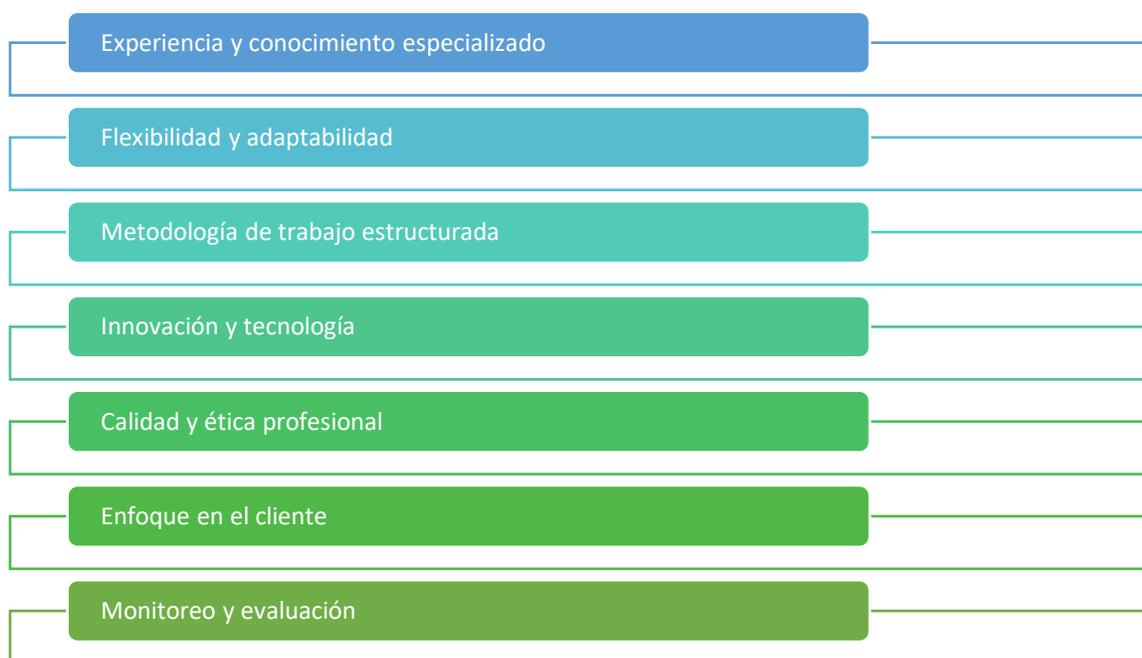 Experiencia y conocimiento especializado
Flexibilidad y adaptabilidad
Metodología de trabajo estructurada
Innovación y tecnología
Calidad y ética profesional
Enfoque en el cliente
Monitoreo y evaluación